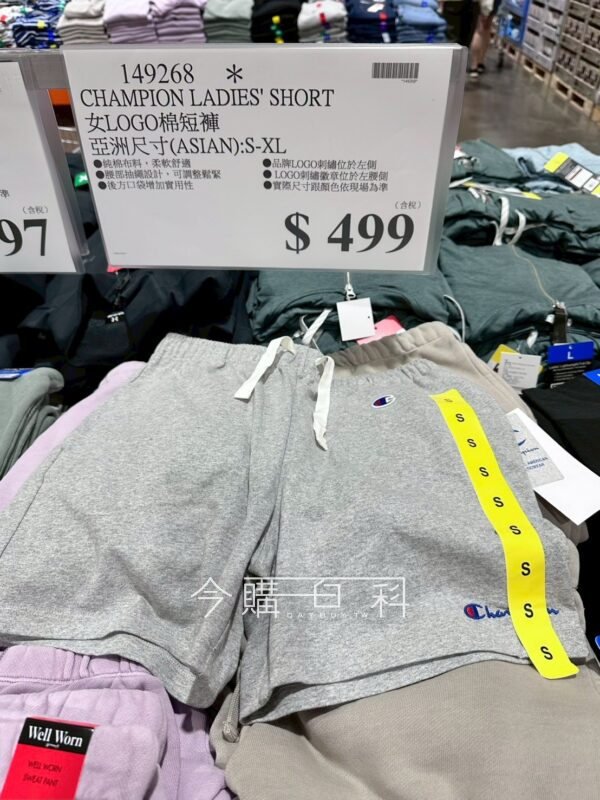 149268 *
CHAMPION LADIES' SHORT
女LOGO棉短褲
亞洲尺寸(ASIAN):S-XL
●純棉布料，柔軟舒適
●腰部抽繩設計，可調整鬆緊
●後方口袋增加實用性
●品牌LOGO刺繡位於左側
●LOGO刺繡徽章位於左腰側
●實際尺寸跟顏色依現場為準
(含稅)
$ 499
準
(含稅)
97
L
S
S
S
S
S
S
S
S
S
今購百科
Champion
Well Worn
WELL WORN
SWEAT PANT